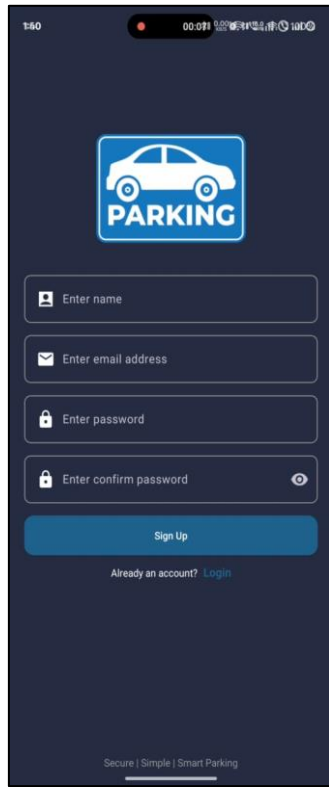 1:50
PARKING
Enter name
Enter email address
Enter password
Enter confirm password
Sign Up
Already an account? Login
Secure | Simple | Smart Parking